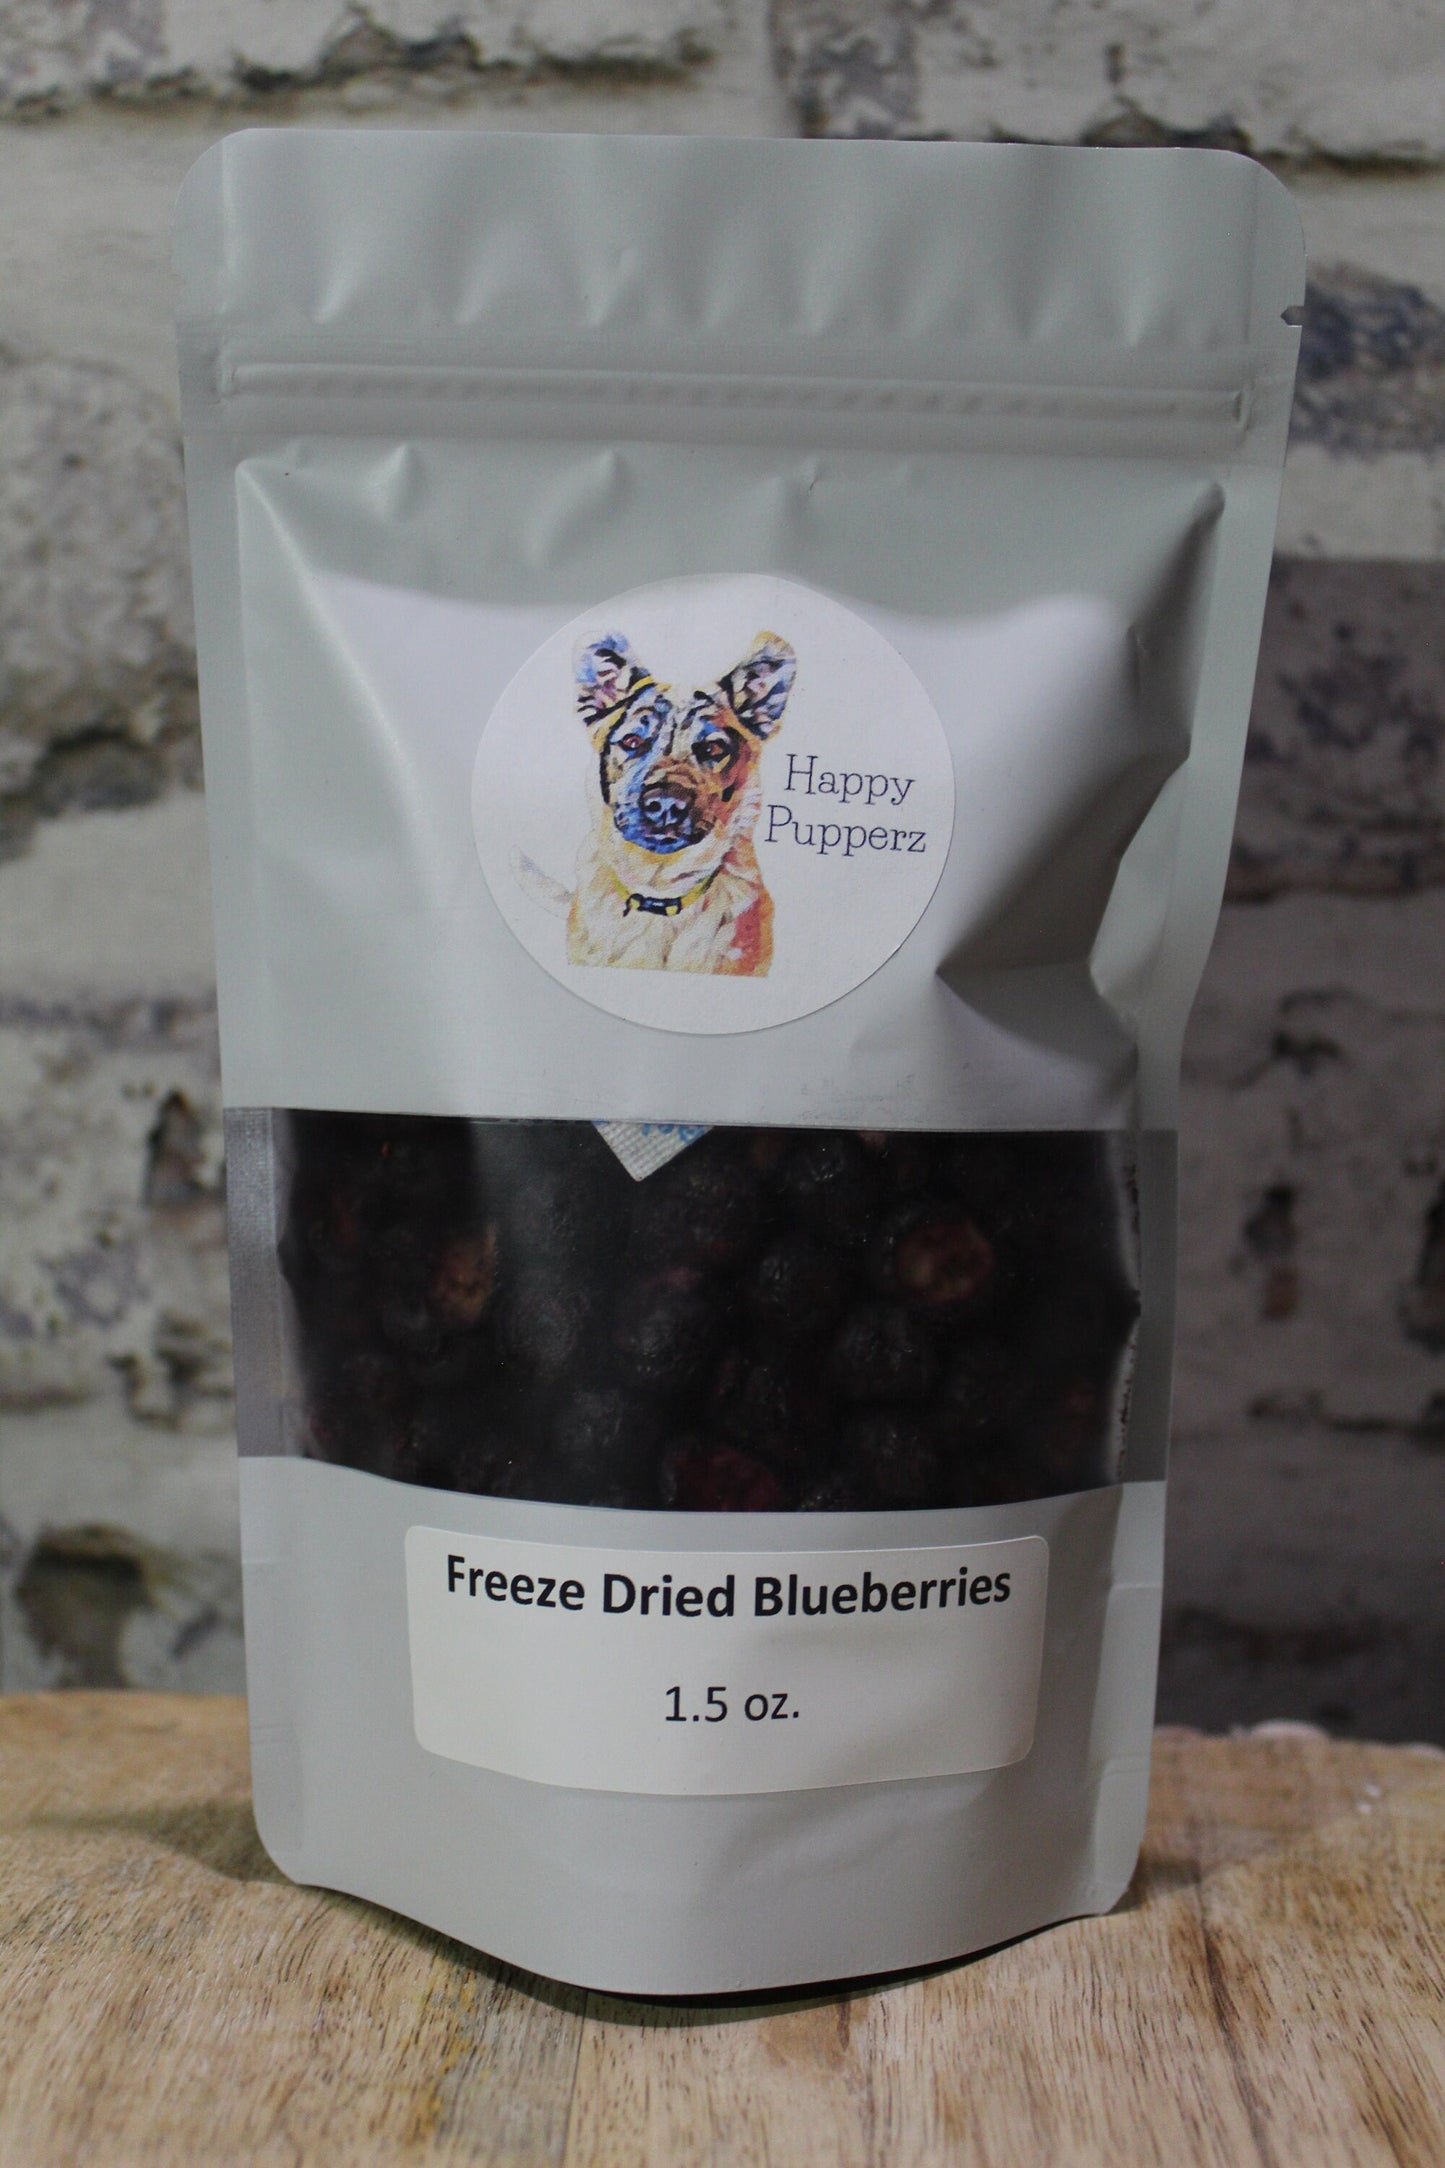 Happy
Pupperz
Freeze Dried Blueberries
1.5 oz.